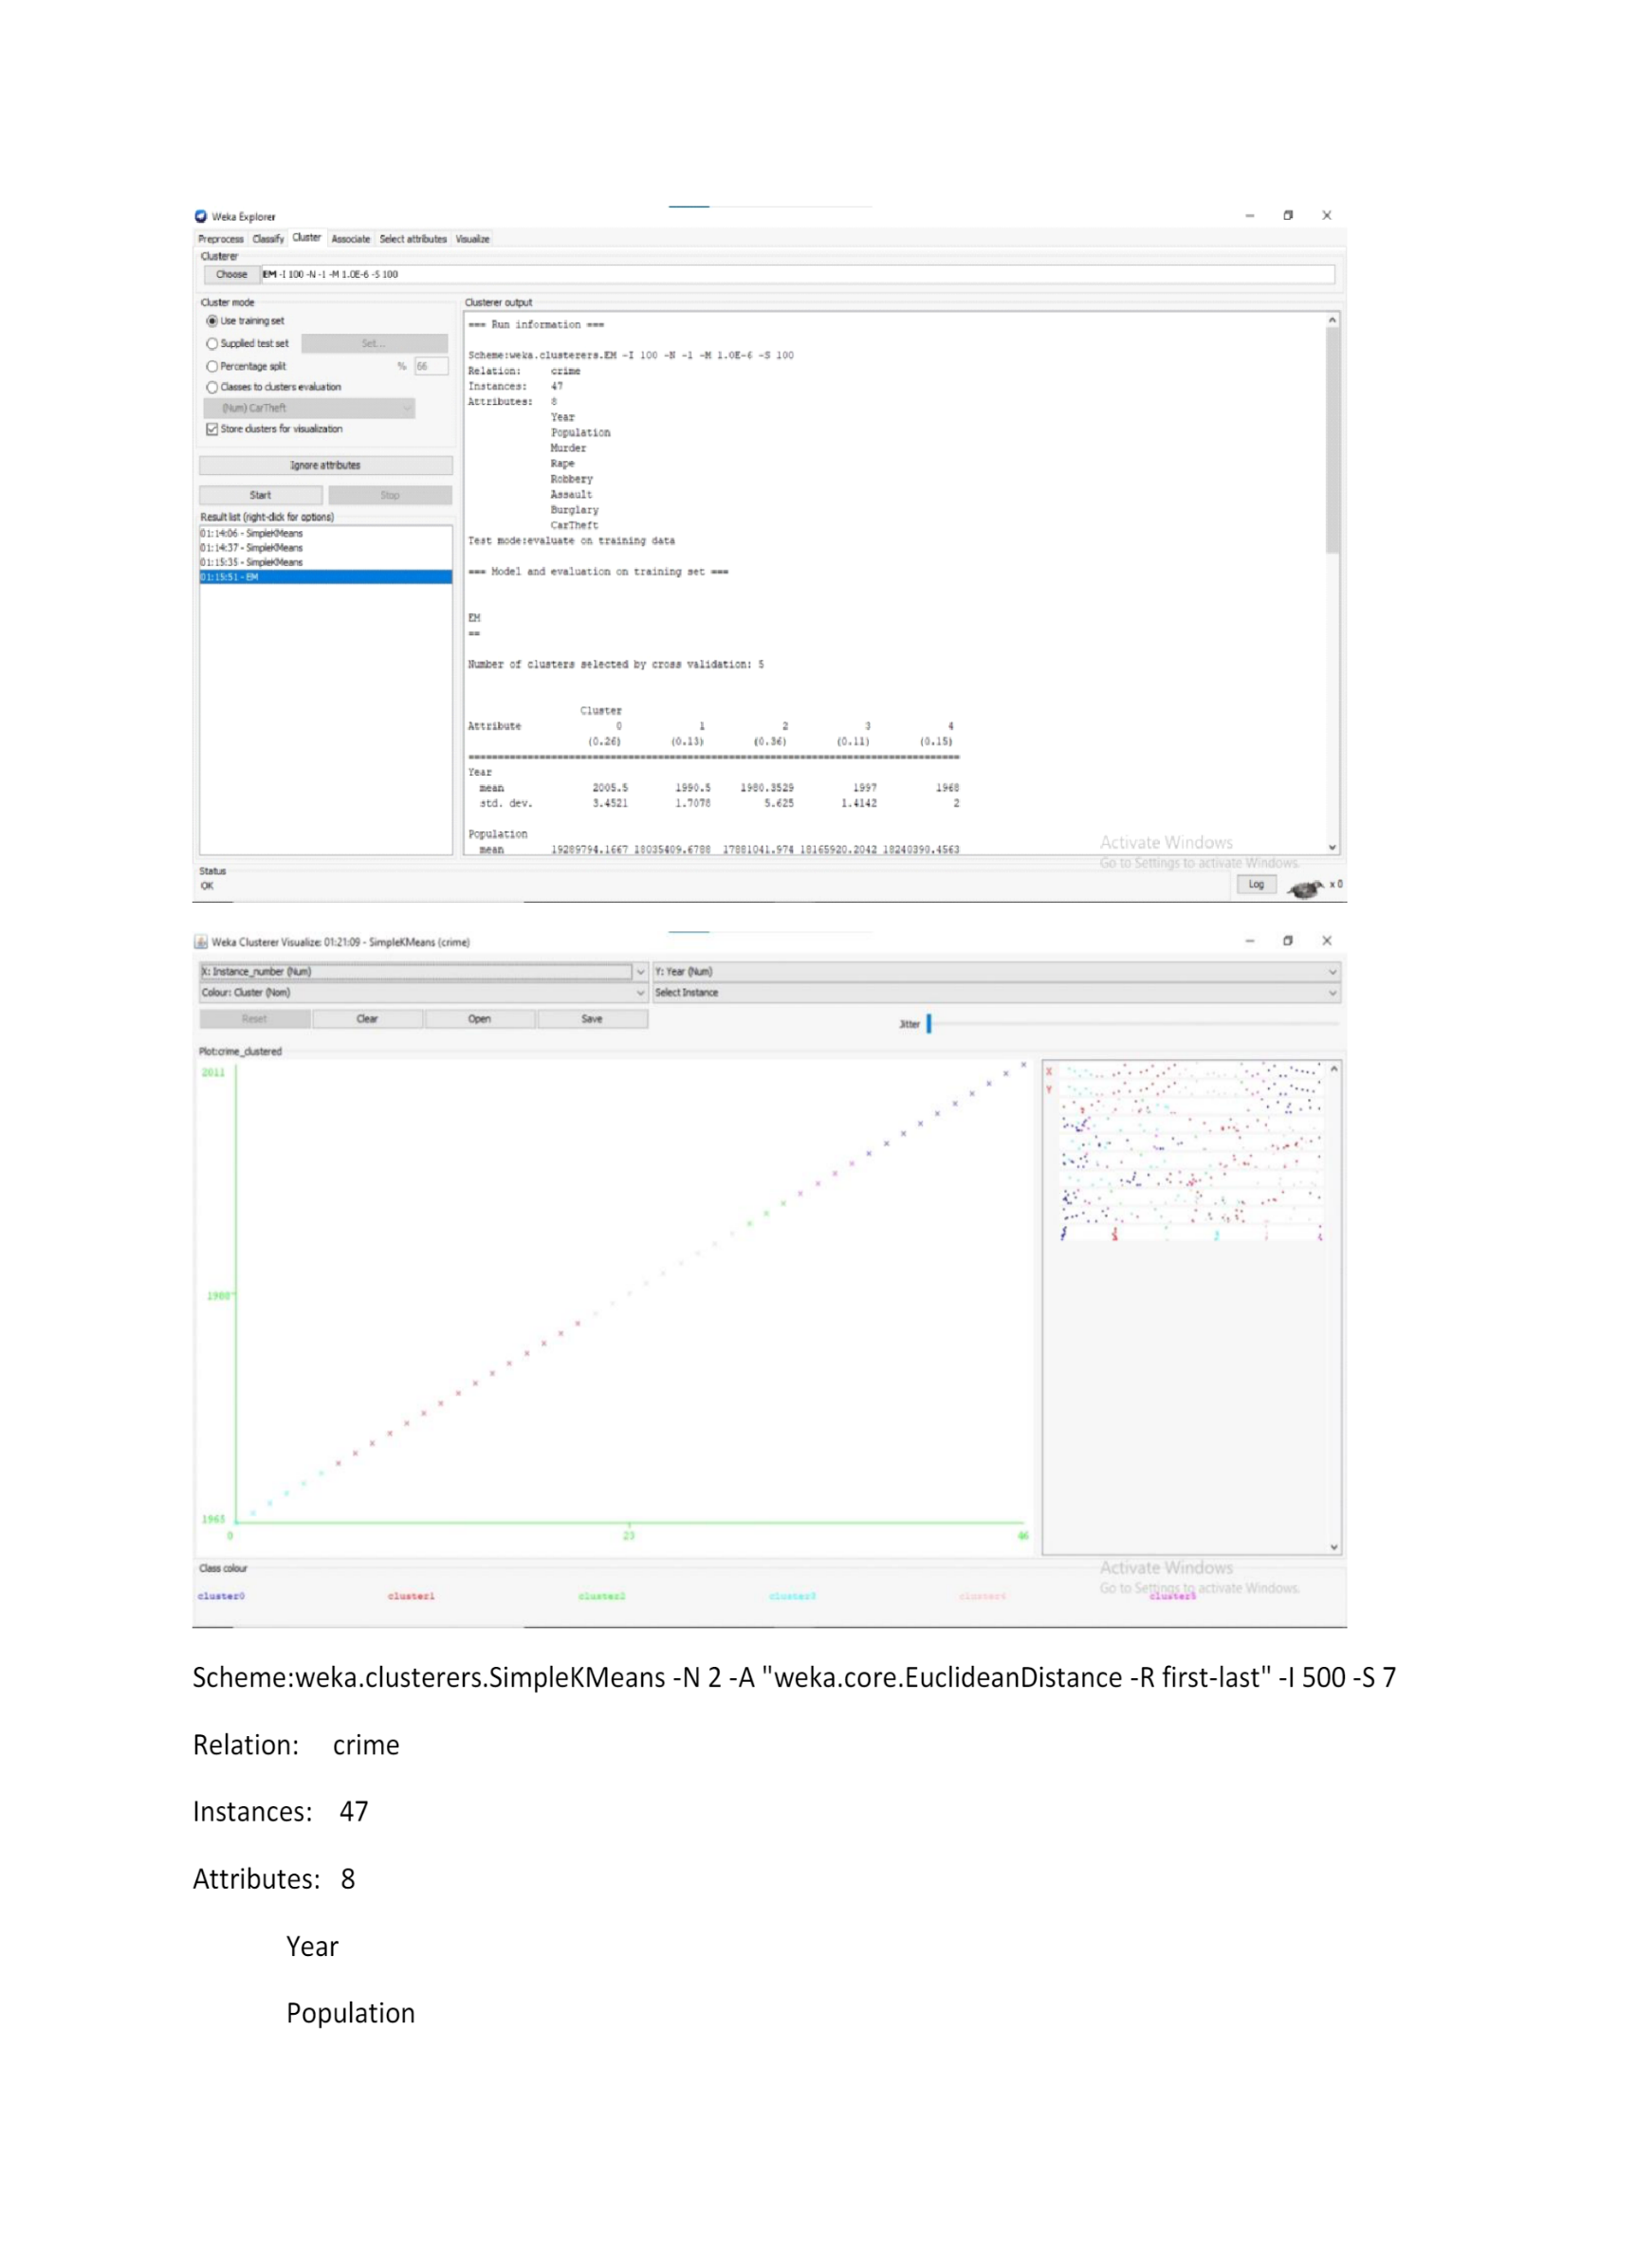 Weka Explorer
Preprocess Classify Cluster Associate Select attributes Visualize
Clusterer
Choose EM -I 100 -N -1 -M 1.0E-6 -S 100
Cluster mode
Use training set
Supplied test set Set...
Percentage split % 66
Classes to clusters evaluation
(Num) CarTheft
Store clusters for visualization
Ignore attributes
Start Stop
Result list (right-click for options)
01:14:06 - SimpleKMeans
01:14:37 - SimpleKMeans
01:15:35 - SimpleKMeans
01:15:51 - EM
Clusterer output
=== Run information ===
Scheme:weka.clusterers.EM -I 100 -N -1 -M 1.0E-6 -S 100
Relation: crime
Instances: 47
Attributes: 8
Year
Population
Murder
Rape
Robbery
Assault
Burglary
CarTheft
Test mode:evaluate on training data
=== Model and evaluation on training set ===
EM
==
Number of clusters selected by cross validation: 5
Cluster
Attribute 0 1 2 3 4
(0.26) (0.13) (0.36) (0.11) (0.15)
Year
mean 2005.5 1990.5 1980.3529 1997 1968
std. dev. 3.4521 1.7078 5.625 1.4142 2
Population
mean 19289794.1667 18035409.6788 17881041.974 18165920.2042 18240390.4563
Activate Windows
Go to Settings to activate Windows.
Status
OK
Log x 0
Weka Clusterer Visualize: 01:21:09 - SimpleKMeans (crime)
X: Instance_number (Num) Y: Year (Num)
Colour: Cluster (Nom) Select Instance
Reset Clear Open Save Jitter
Plot:crime_clustered
2011
1988
1965
0 23 46
X
Y
Class colour
Activate Windows
Go to Settings to activate Windows.
cluster0 cluster1 cluster2 cluster3 cluster4 cluster5
Scheme:weka.clusterers.SimpleKMeans -N 2 -A "weka.core.EuclideanDistance -R first-last" -I 500 -S 7
Relation: crime
Instances: 47
Attributes: 8
Year
Population